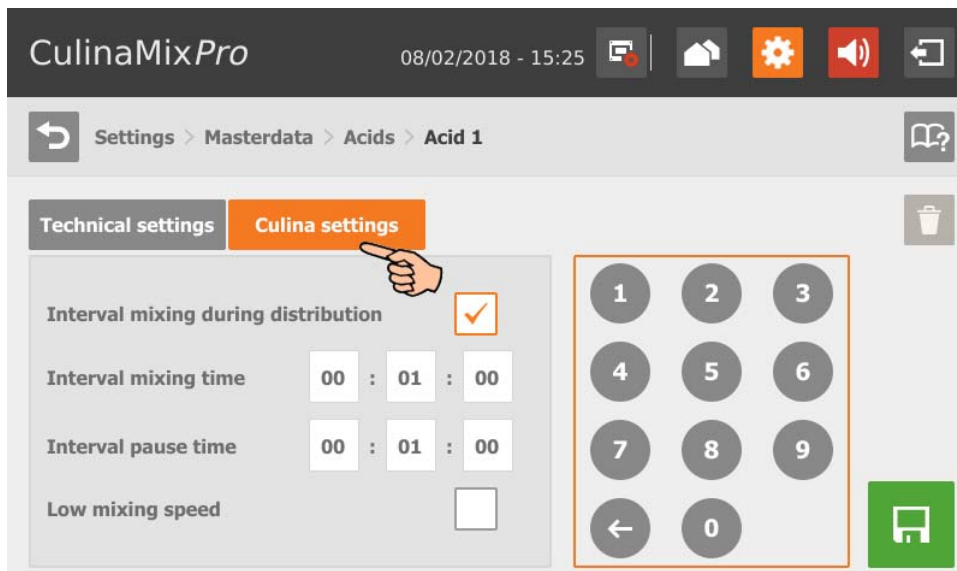 CulinaMixPro
08/02/2018 - 15:25
Settings > Masterdata > Acids > Acid 1
?
Technical settings
Culina settings
Interval mixing during distribution
Interval mixing time 00 : 01 : 00
Interval pause time 00 : 01 : 00
Low mixing speed
1 2 3
4 5 6
7 8 9
← 0